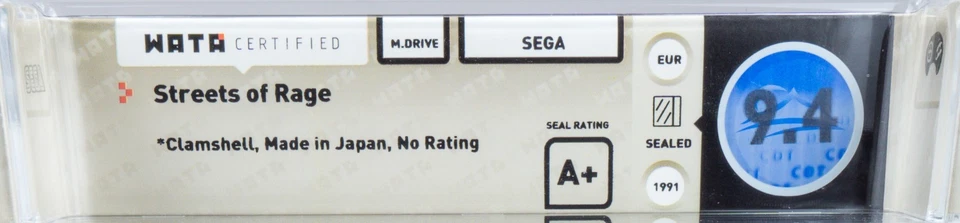 WATA CERTIFIED
M.DRIVE
SEGA
EUR
Streets of Rage
9.4
SEAL RATING
*Clamshell, Made in Japan, No Rating
SEALED
A+
1991